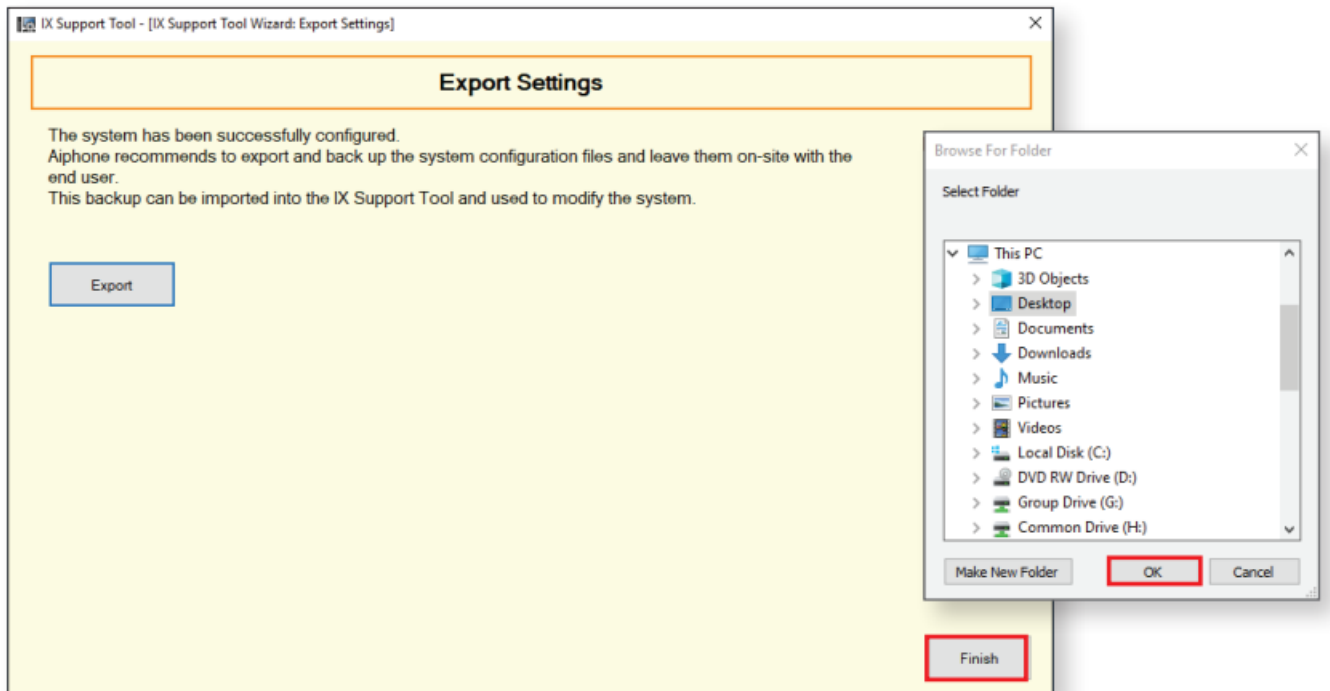 IX Support Tool - [IX Support Tool Wizard: Export Settings]
Export Settings
The system has been successfully configured.
Aiphone recommends to export and back up the system configuration files and leave them on-site with the
end user.
This backup can be imported into the IX Support Tool and used to modify the system.
Export
Browse For Folder
Select Folder
This PC
3D Objects
Desktop
Documents
Downloads
Music
Pictures
Videos
Local Disk (C:)
DVD RW Drive (D:)
Group Drive (G:)
Common Drive (H:)
Make New Folder
OK
Cancel
Finish